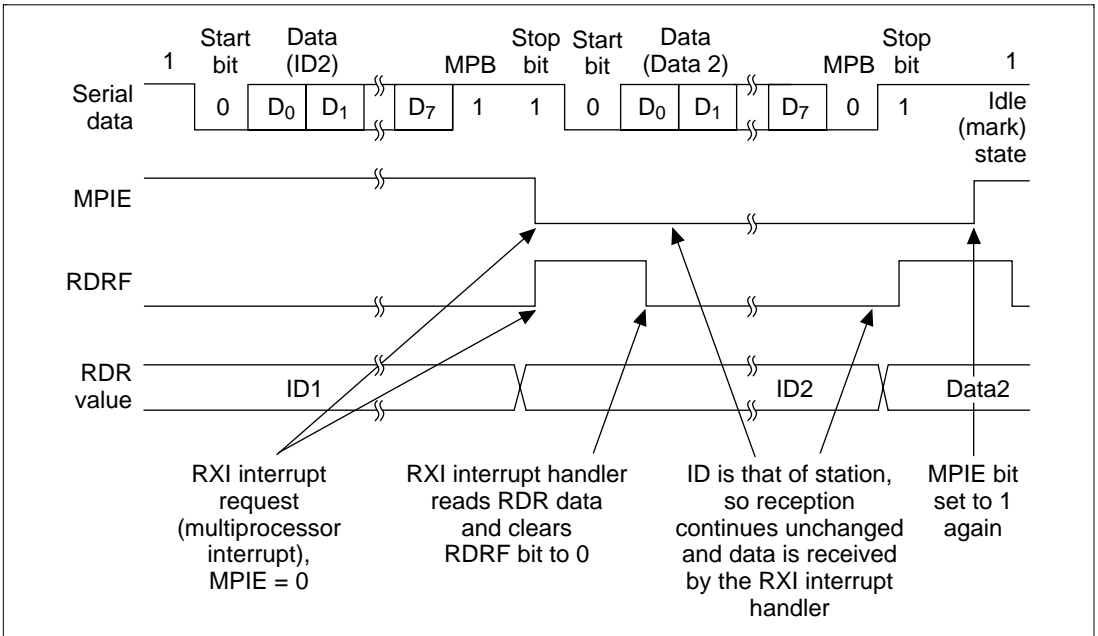 1 Start bit Data (ID2) MPB Stop bit Start bit Data (Data 2) MPB Stop bit 1
Serial data 0 D0 D1 D7 1 1 0 D0 D1 D7 0 1 Idle (mark) state
MPIE
RDRF
RDR value ID1 ID2 Data2
RXI interrupt
request
(multiprocessor
interrupt),
MPIE = 0
RXI interrupt handler
reads RDR data
and clears
RDRF bit to 0
ID is that of station,
so reception
continues unchanged
and data is received
by the RXI interrupt
handler
MPIE bit
set to 1
again